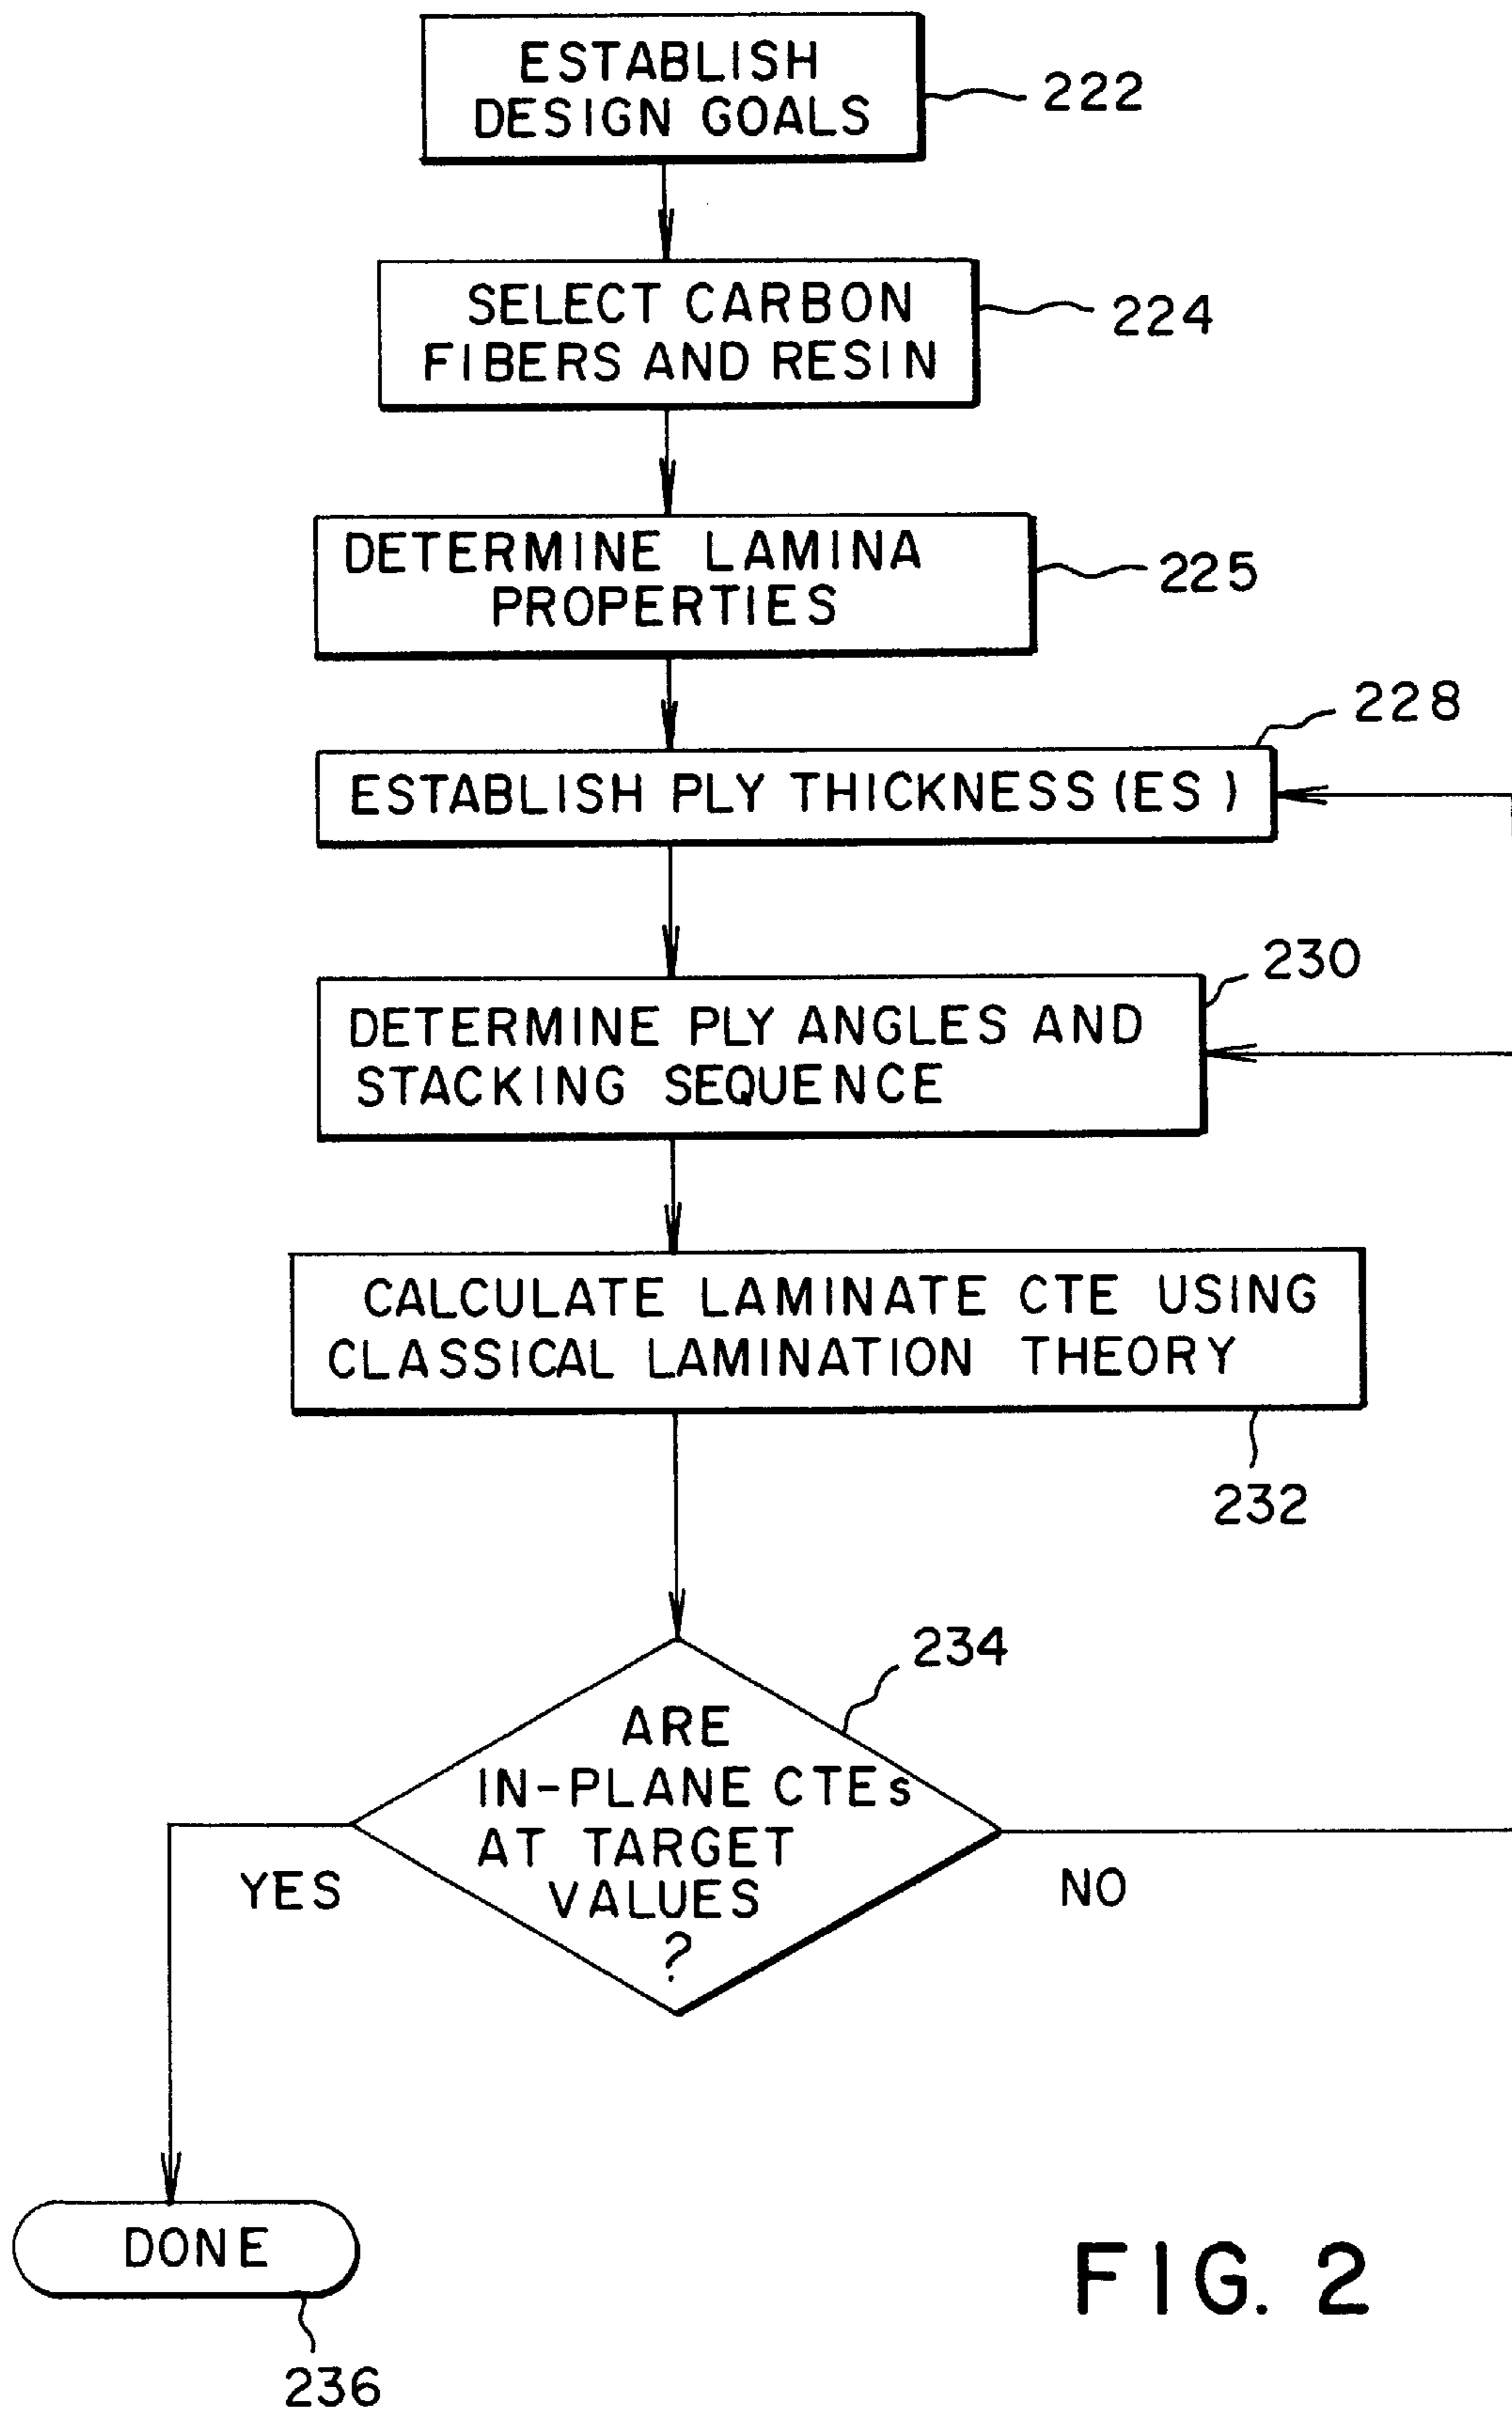 ESTABLISH
DESIGN GOALS
222
SELECT CARBON
FIBERS AND RESIN
224
DETERMINE LAMINA
PROPERTIES
225
228
ESTABLISH PLY THICKNESS (ES)
230
DETERMINE PLY ANGLES AND
STACKING SEQUENCE
CALCULATE LAMINATE CTE USING
CLASSICAL LAMINATION THEORY
232
234
ARE
IN-PLANE CTEs
AT TARGET
VALUES
?
YES
NO
DONE
236
FIG. 2